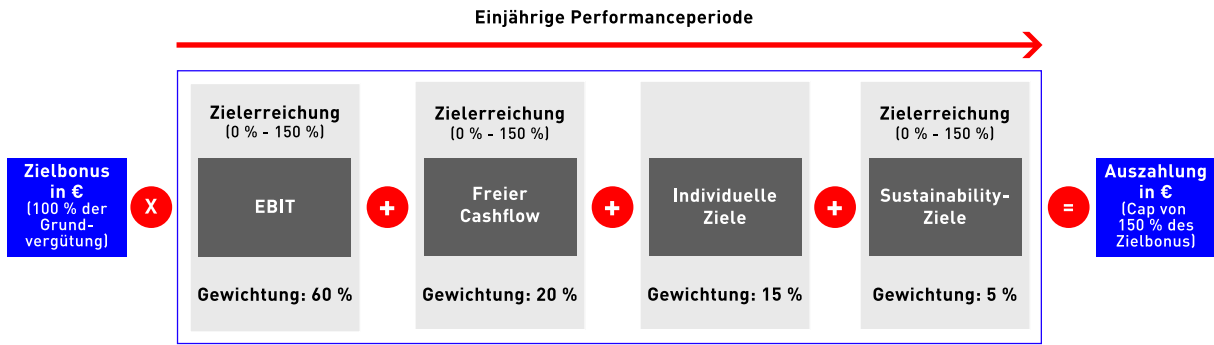 Einjährige Performanceperiode
Zielbonus
in €
(100 % der
Grund-
vergütung)
X
Zielerreichung
(0 % - 150 %)
EBIT
Gewichtung: 60 %
+
Zielerreichung
(0 % - 150 %)
Freier
Cashflow
Gewichtung: 20 %
+
Individuelle
Ziele
Gewichtung: 15 %
+
Zielerreichung
(0 % - 150 %)
Sustainability-
Ziele
Gewichtung: 5 %
=
Auszahlung
in €
(Cap von
150 % des
Zielbonus)